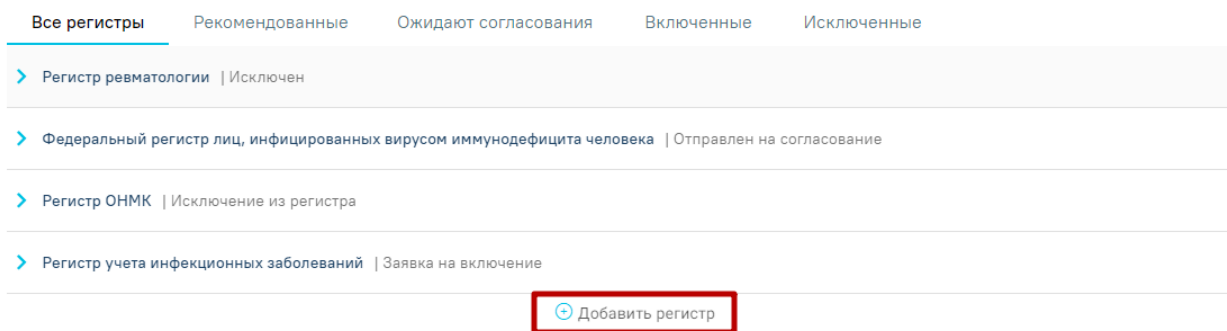 Все регистры Рекомендованные Ожидают согласования Включенные Исключенные
Регистр ревматологии | Исключен
Федеральный регистр лиц, инфицированных вирусом иммунодефицита человека | Отправлен на согласование
Регистр ОНМК | Исключение из регистра
Регистр учета инфекционных заболеваний | Заявка на включение
Добавить регистр